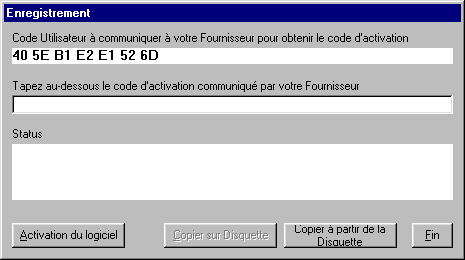 Enregistrement
Code Utilisateur à communiquer à votre Fournisseur pour obtenir le code d'activation
40 5E B1 E2 E1 52 6D
Tapez au-dessous le code d'activation communiqué par votre Fournisseur
Status
Activation du logiciel
Copier sur Disquette
Copier à partir de la
Disquette
Fin